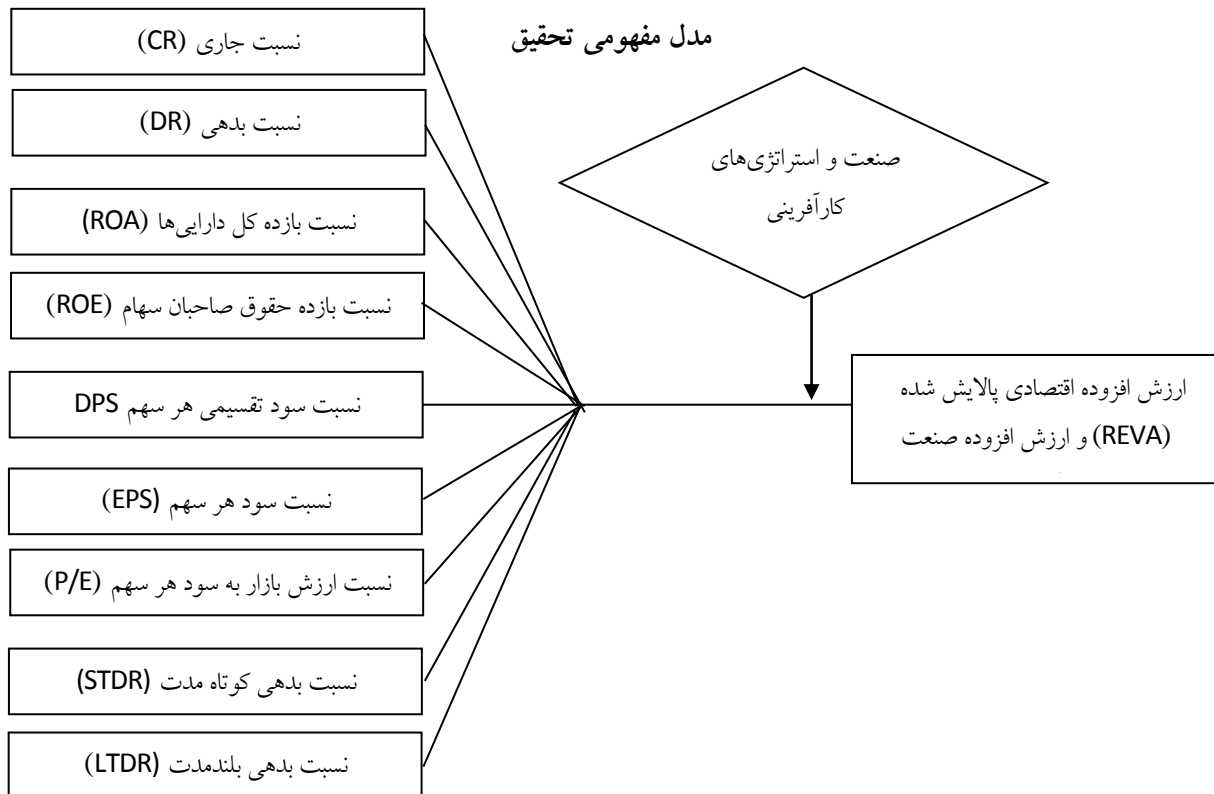 مدل مفهومی تحقیق
نسبت جاری (CR)
نسبت بدهی (DR)
نسبت بازده کل دارایی‌ها (ROA)
نسبت بازده حقوق صاحبان سهام (ROE)
نسبت سود تقسیمی هر سهم DPS
نسبت سود هر سهم (EPS)
نسبت ارزش بازار به سود هر سهم (P/E)
نسبت بدهی کوتاه مدت (STDR)
نسبت بدهی بلندمدت (LTDR)
صنعت و استراتژی‌های
کارآفرینی
ارزش افزوده اقتصادی پالایش شده
(REVA) و ارزش افزوده صنعت